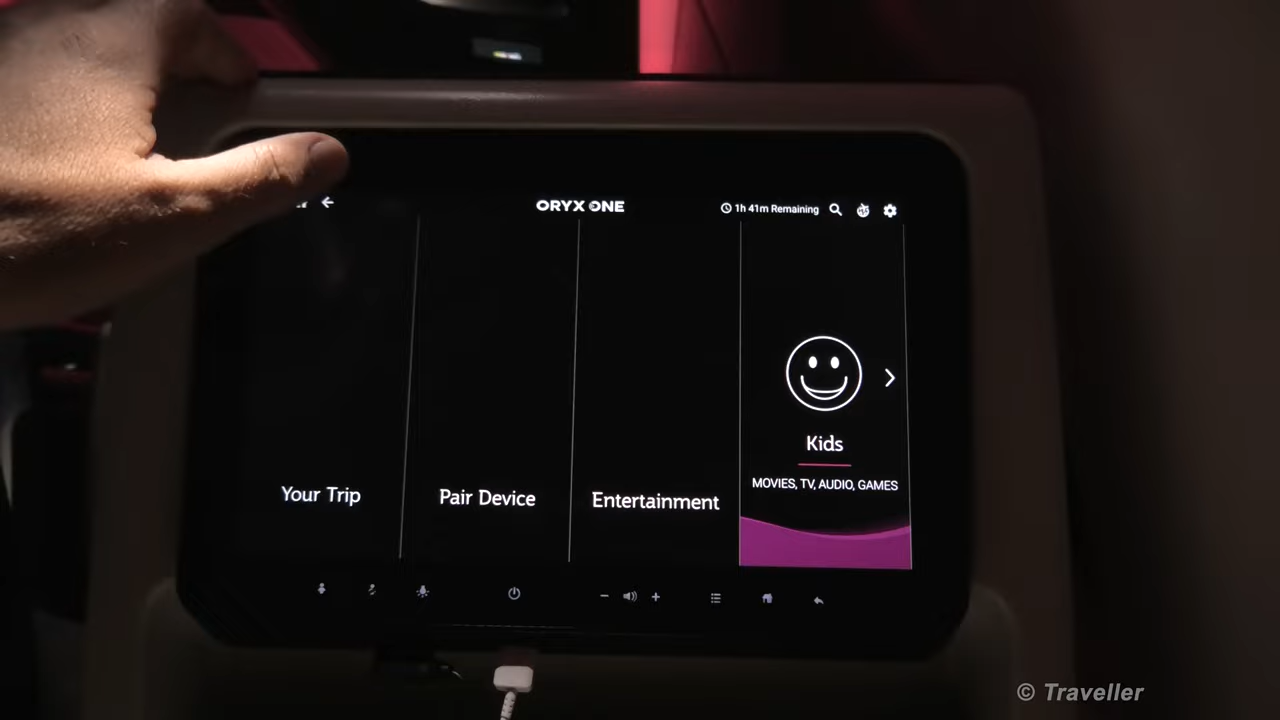 ORYX ONE
1h 41m Remaining
Kids
MOVIES, TV, AUDIO, GAMES
Your Trip
Pair Device
Entertainment
© Traveller